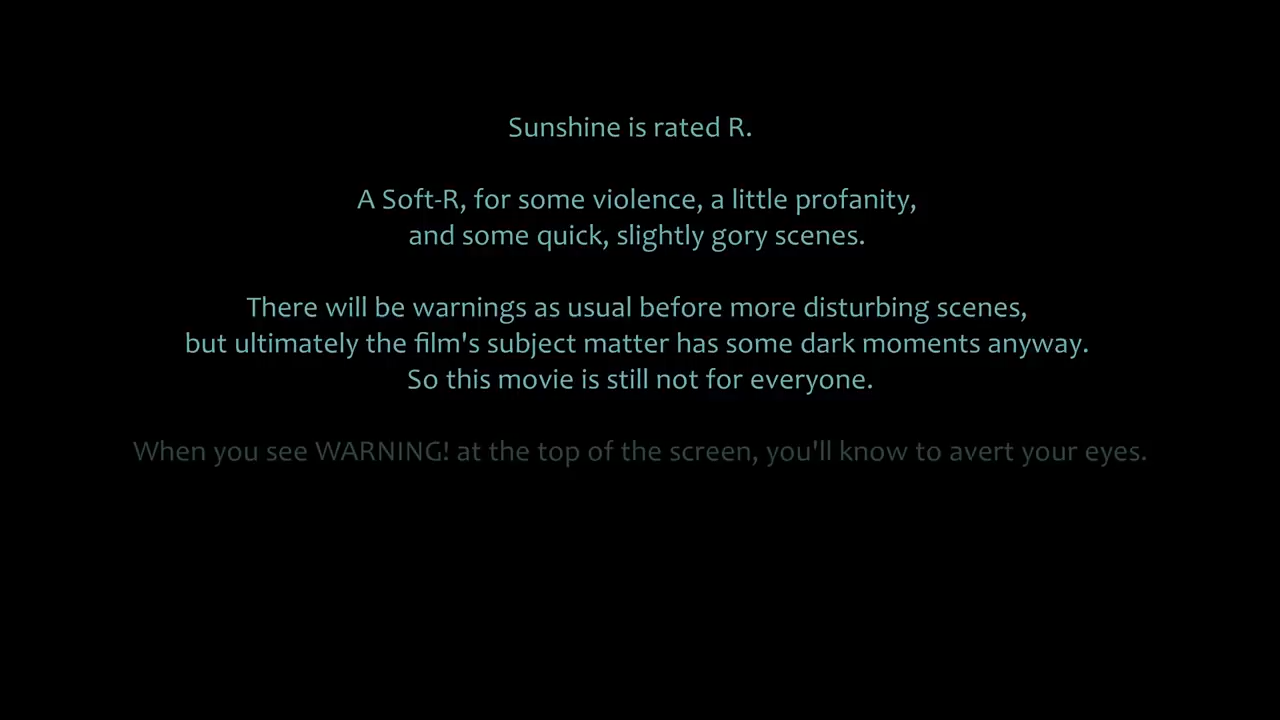 Sunshine is rated R.
A Soft-R, for some violence, a little profanity,
and some quick, slightly gory scenes.
There will be warnings as usual before more disturbing scenes,
but ultimately the film's subject matter has some dark moments anyway.
So this movie is still not for everyone.
When you see WARNING! at the top of the screen, you'll know to avert your eyes.